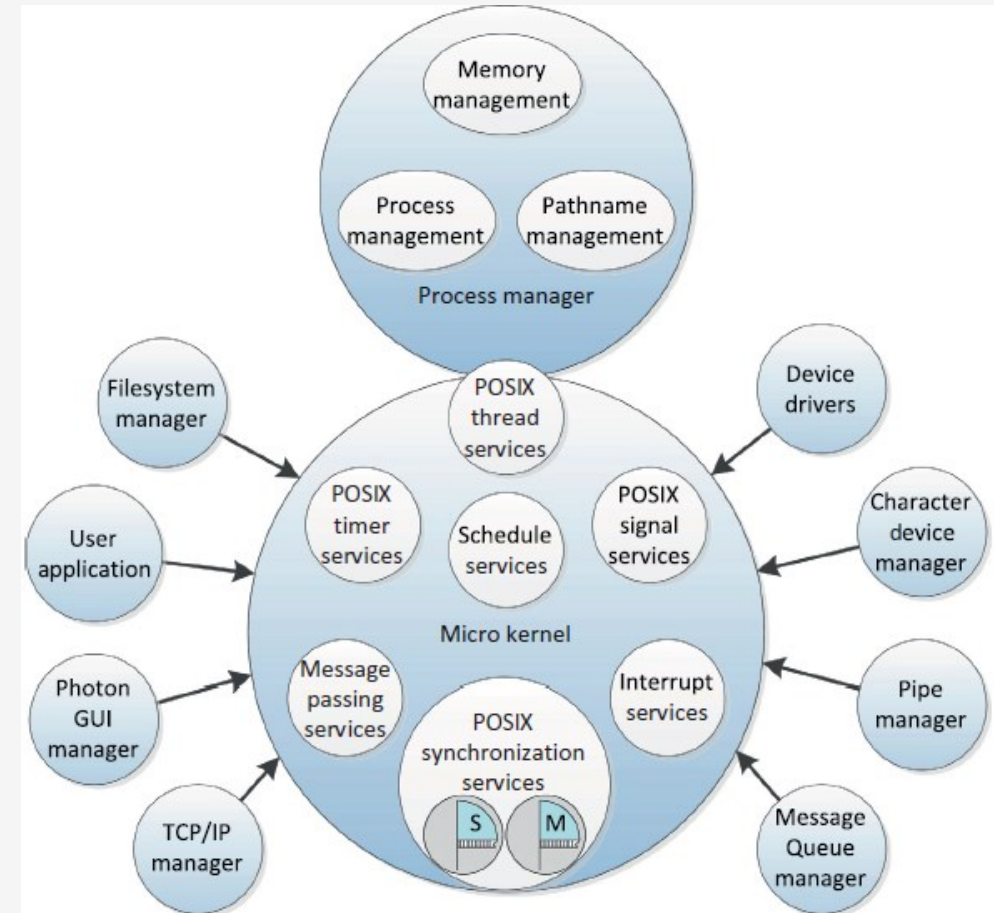 Memory
management
Process
management
Pathname
management
Process manager
Filesystem
manager
Device
drivers
POSIX
thread
services
POSIX
timer
services
Schedule
services
POSIX
signal
services
User
application
Character
device
manager
Micro kernel
Message
passing
services
Interrupt
services
Photon
GUI
manager
Pipe
manager
POSIX
synchronization
services
S
M
TCP/IP
manager
Message
Queue
manager